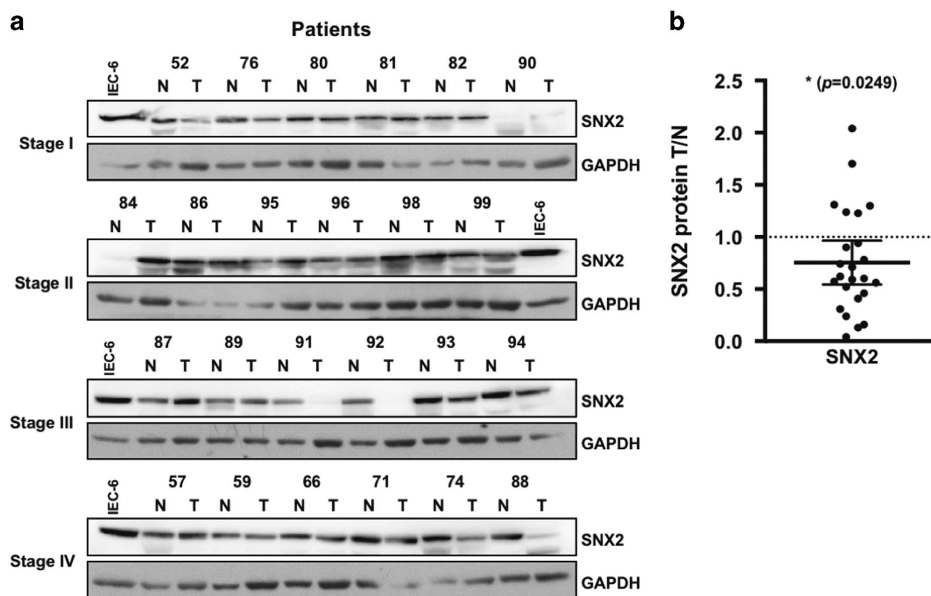 a
Patients
IEC-6 52 76 80 81 82 90
N T N T N T N T N T N T
SNX2
Stage I
GAPDH
84 86 95 96 98 99 IEC-6
N T N T N T N T N T N T
SNX2
Stage II
GAPDH
IEC-6 87 89 91 92 93 94
N T N T N T N T N T N T
SNX2
Stage III
GAPDH
IEC-6 57 59 66 71 74 88
N T N T N T N T N T N T
SNX2
Stage IV
GAPDH
b
* (p=0.0249)
SNX2 protein T/N
2.5
2.0
1.5
1.0
0.5
0.0
SNX2